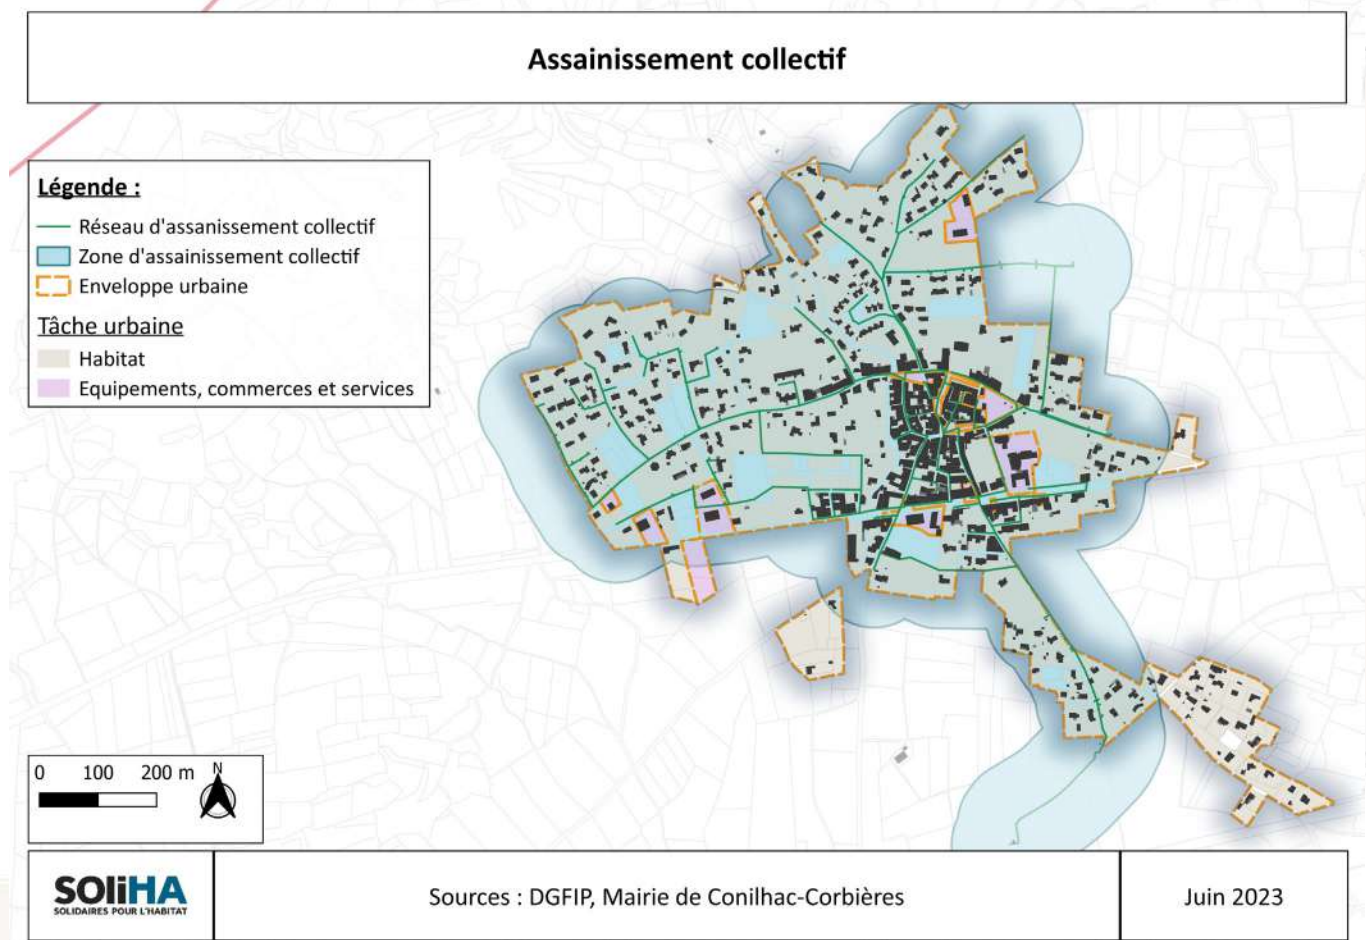 Assainissement collectif
Légende :
Réseau d'assanissement collectif
Zone d'assainissement collectif
Enveloppe urbaine
Tâche urbaine
Habitat
Equipements, commerces et services
0 100 200 m N
SOliHA
SOLIDAIRES POUR L'HABITAT
Sources : DGFIP, Mairie de Conilhac-Corbières
Juin 2023